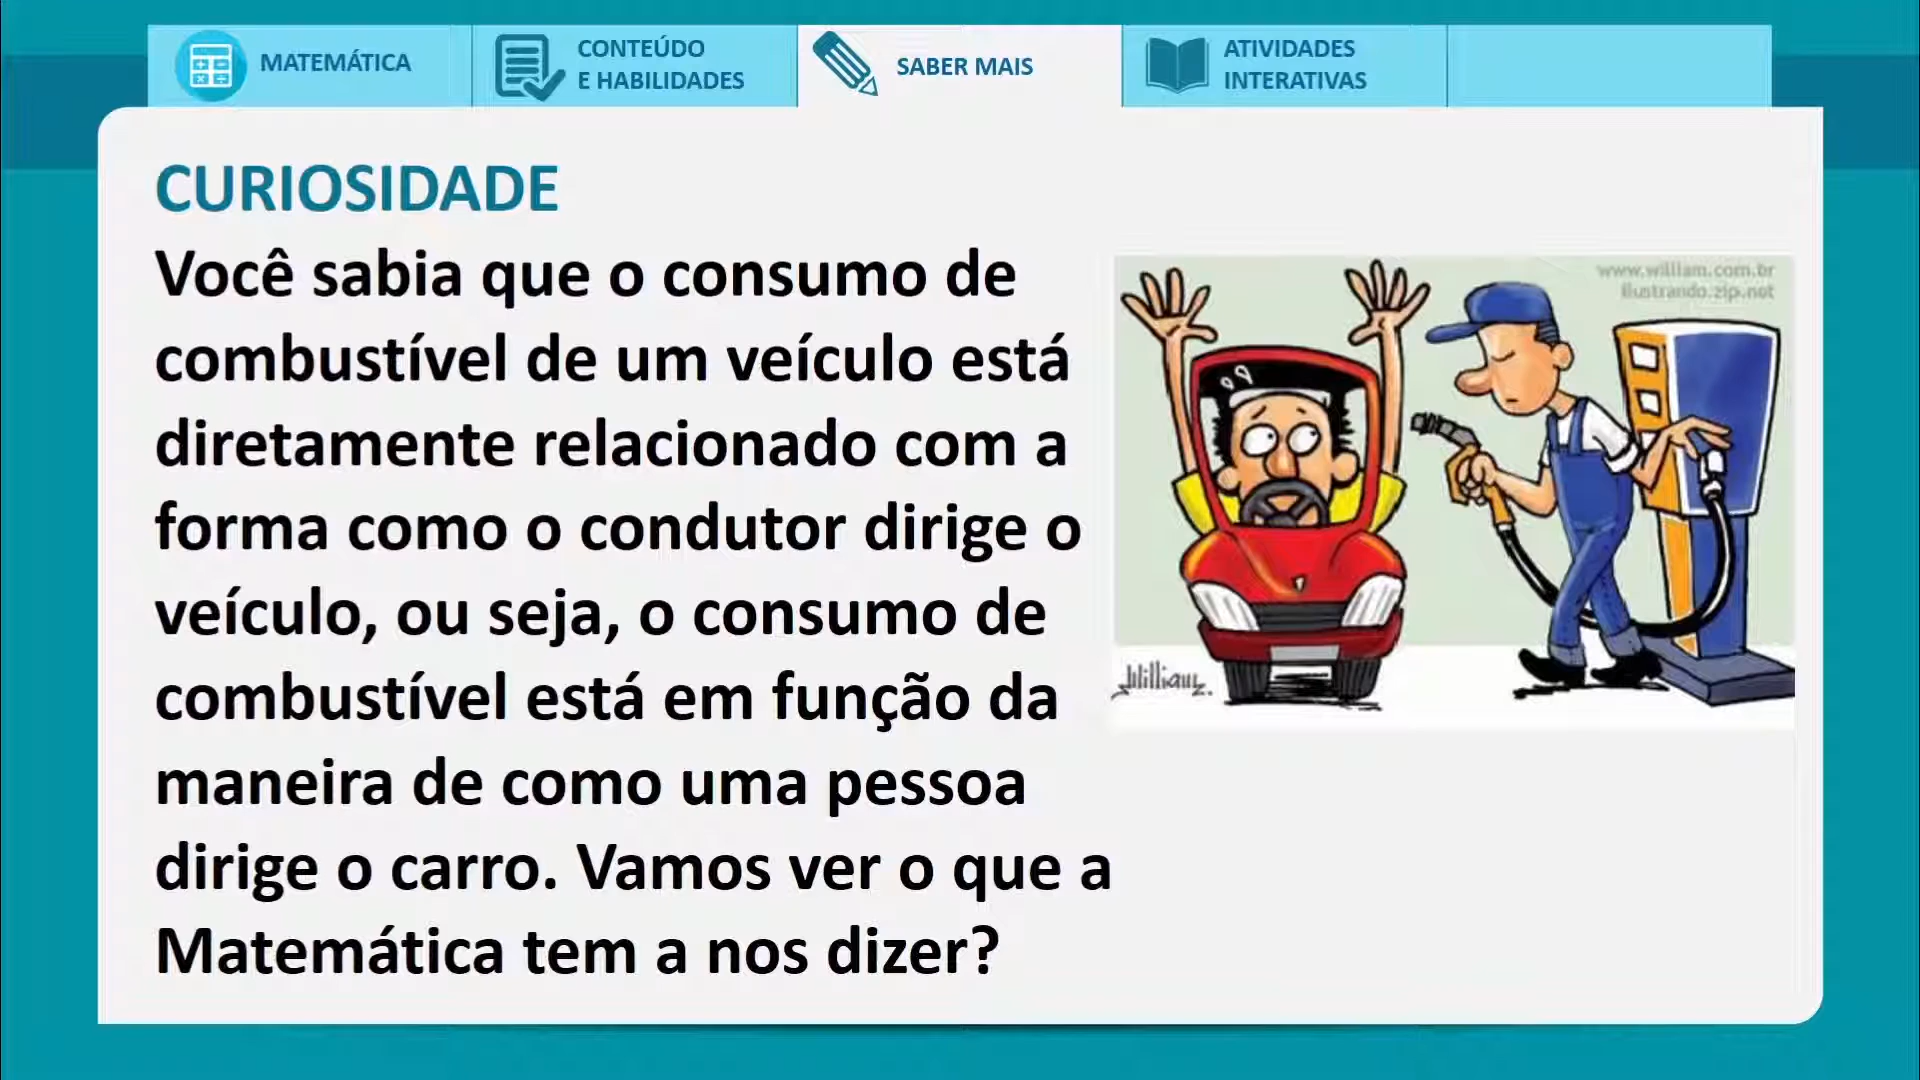 MATEMÁTICA
CONTEÚDO
E HABILIDADES
SABER MAIS
ATIVIDADES
INTERATIVAS
CURIOSIDADE
Você sabia que o consumo de
combustível de um veículo está
diretamente relacionado com a
forma como o condutor dirige o
veículo, ou seja, o consumo de
combustível está em função da
maneira de como uma pessoa
dirige o carro. Vamos ver o que a
Matemática tem a nos dizer?
www.william.com.br
ilustrando.zip.net
William.